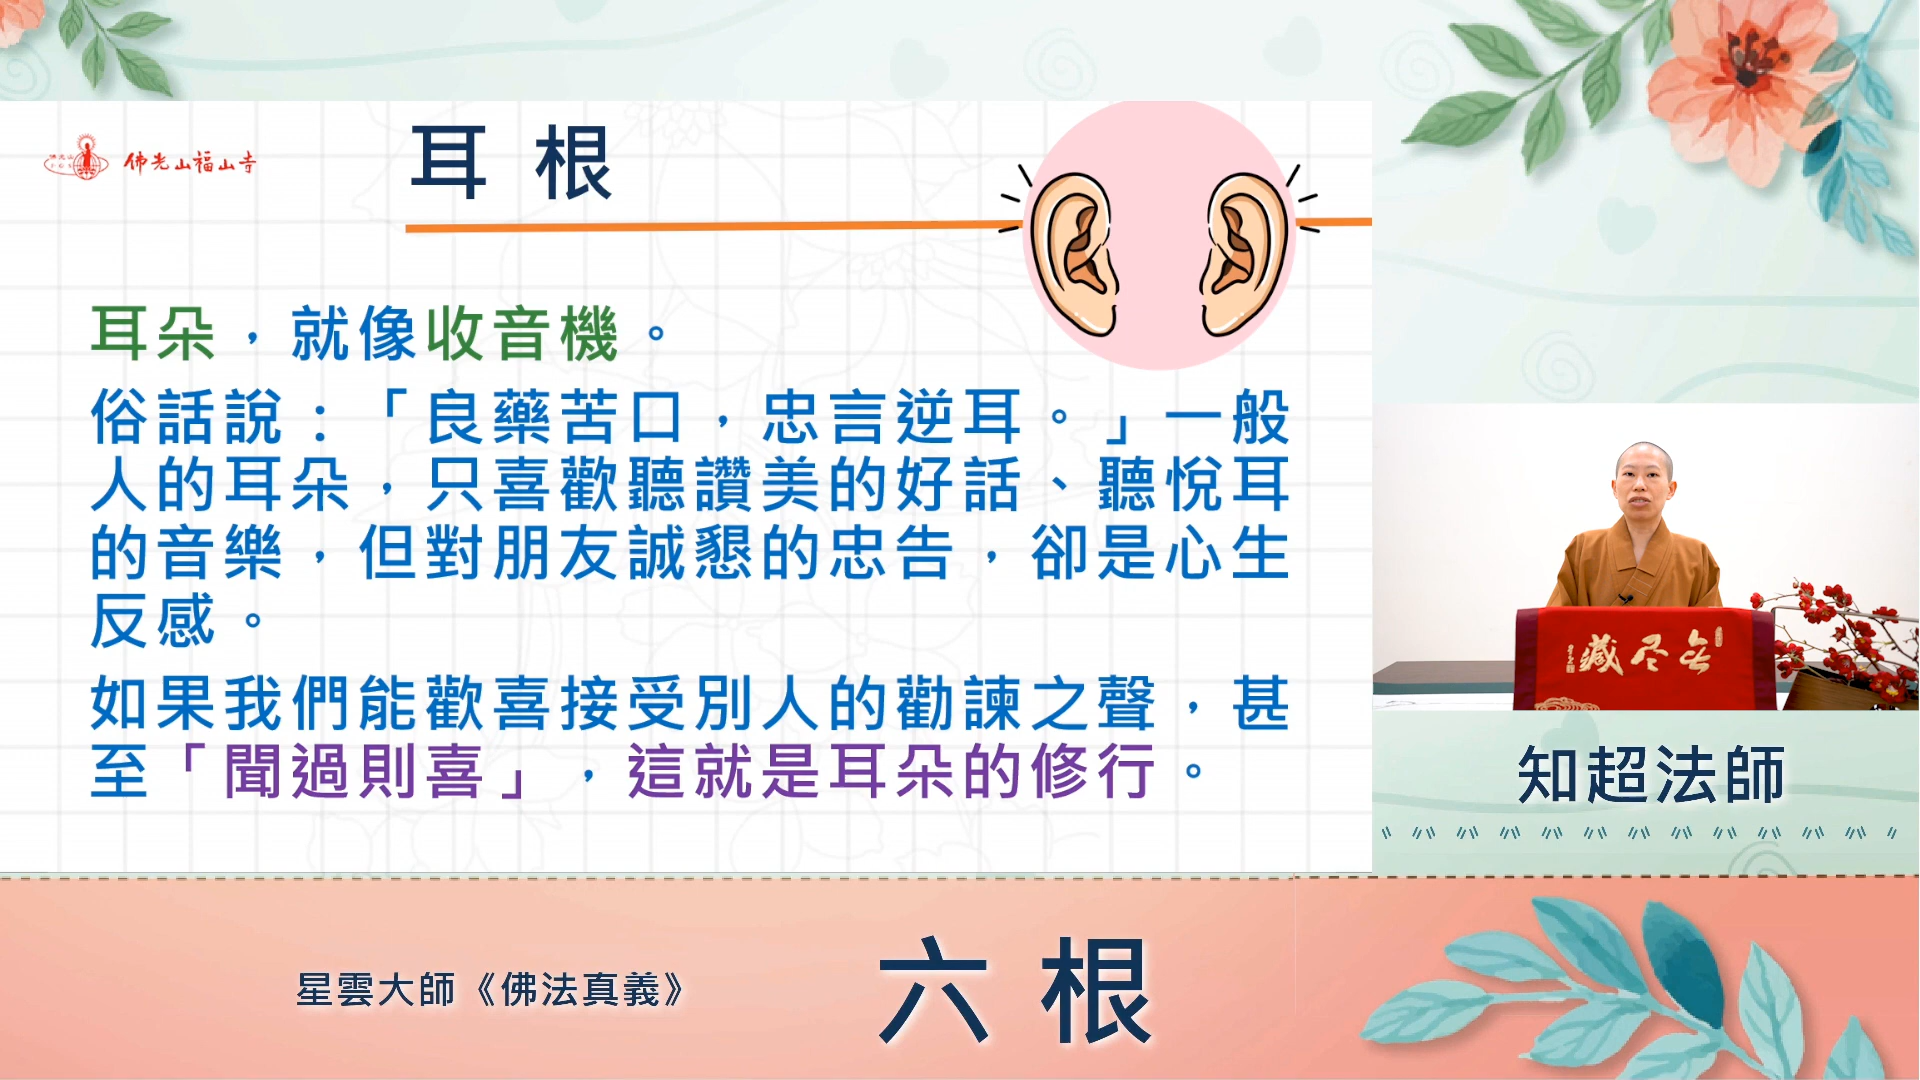 佛光山福山寺
耳根
耳朵，就像收音機。
俗話說：「良藥苦口，忠言逆耳。」一般
人的耳朵，只喜歡聽讚美的好話、聽悅耳
的音樂，但對朋友誠懇的忠告，卻是心生
反感。
如果我們能歡喜接受別人的勸諫之聲，甚
至「聞過則喜」，這就是耳朵的修行。
藏尽無
知超法師
星雲大師《佛法真義》
六根